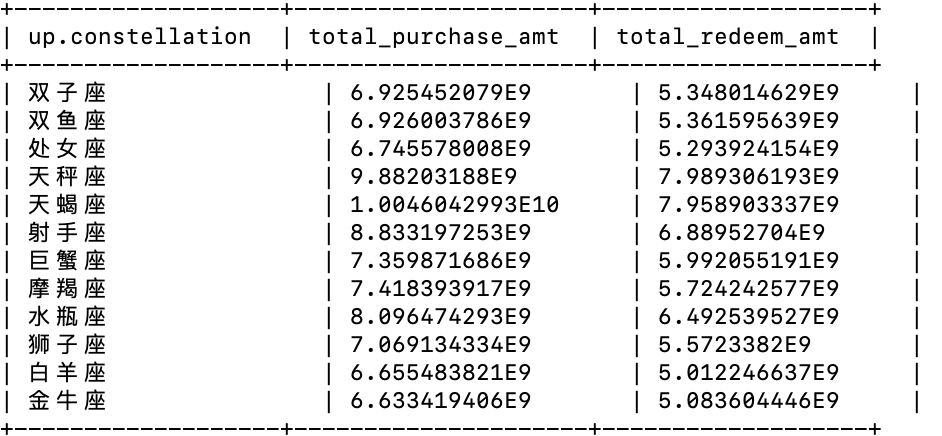 +--------------------+----------------------+--------------------+
| up.constellation | total_purchase_amt | total_redeem_amt |
+--------------------+----------------------+--------------------+
| 双子座 | 6.925452079E9 | 5.348014629E9 |
| 双鱼座 | 6.926003786E9 | 5.361595639E9 |
| 处女座 | 6.745578008E9 | 5.293924154E9 |
| 天秤座 | 9.88203188E9 | 7.989306193E9 |
| 天蝎座 | 1.0046042993E10 | 7.958903337E9 |
| 射手座 | 8.833197253E9 | 6.88952704E9 |
| 巨蟹座 | 7.359871686E9 | 5.992055191E9 |
| 摩羯座 | 7.418393917E9 | 5.724242577E9 |
| 水瓶座 | 8.096474293E9 | 6.492539527E9 |
| 狮子座 | 7.069134334E9 | 5.5723382E9 |
| 白羊座 | 6.655483821E9 | 5.012246637E9 |
| 金牛座 | 6.633419406E9 | 5.083604446E9 |
+--------------------+----------------------+--------------------+